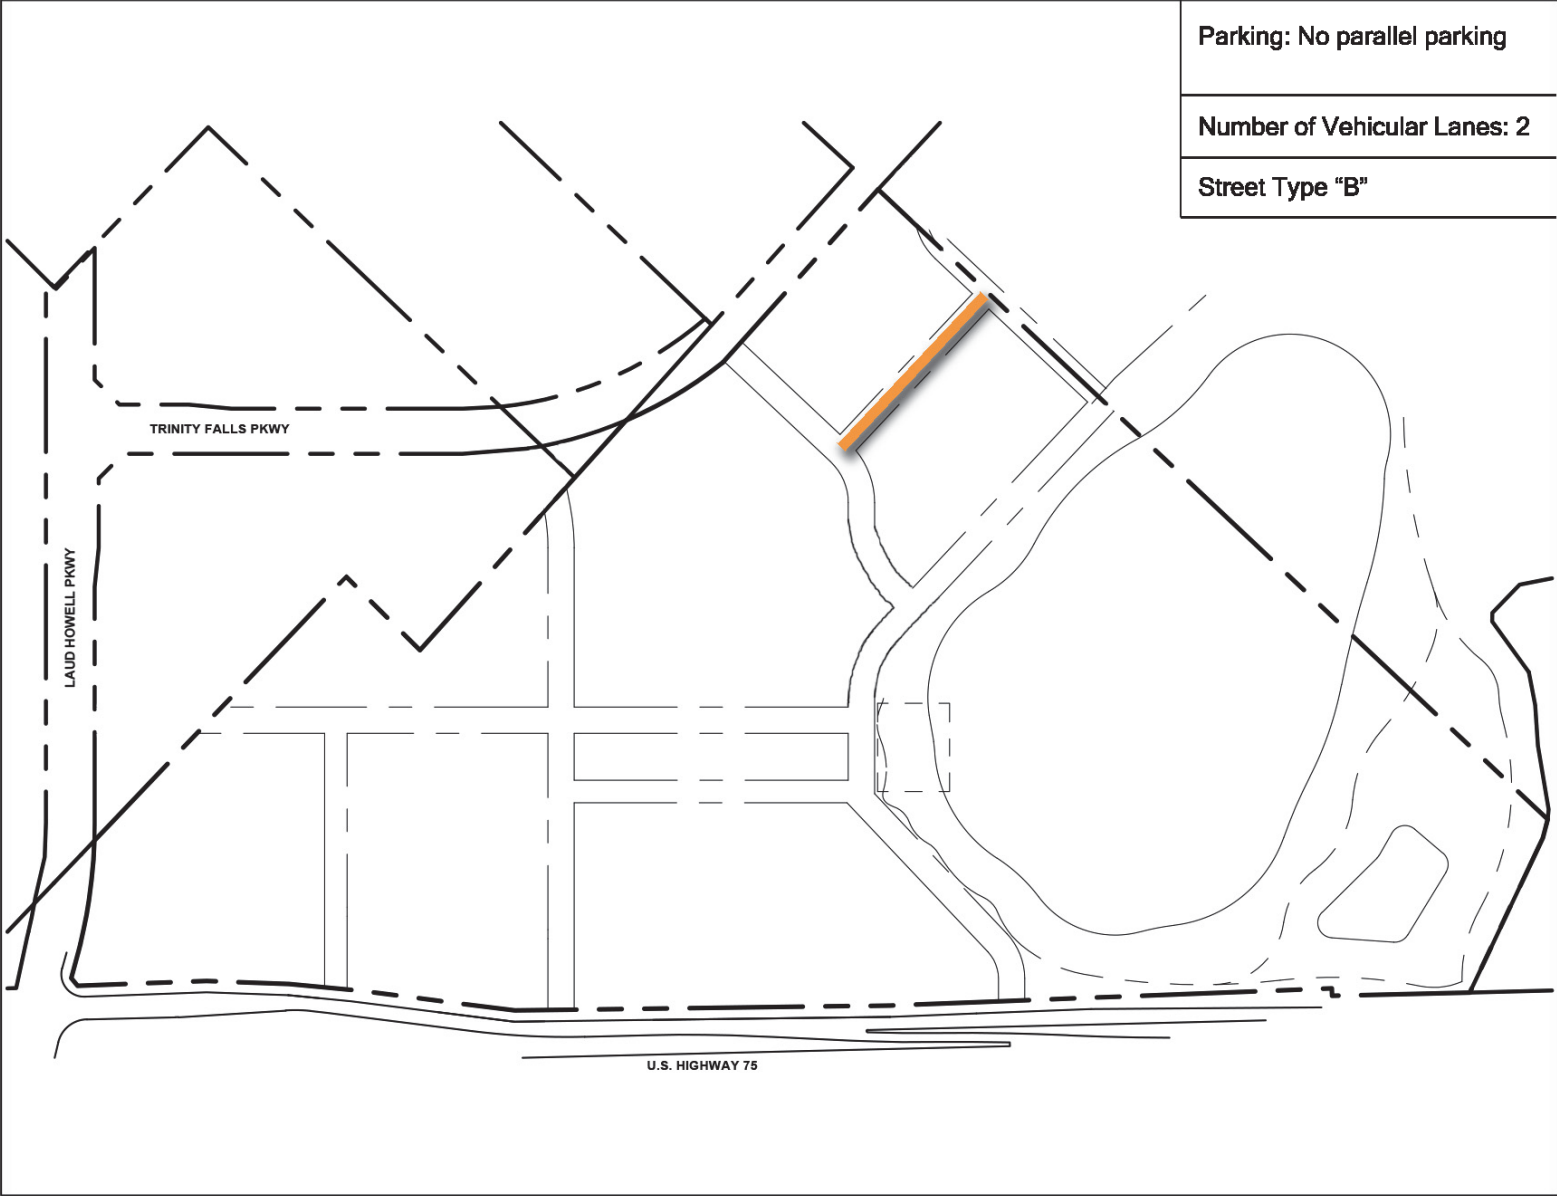 Parking: No parallel parking
Number of Vehicular Lanes: 2
Street Type “B”
TRINITY FALLS PKWY
LAUD HOWELL PKWY
U.S. HIGHWAY 75